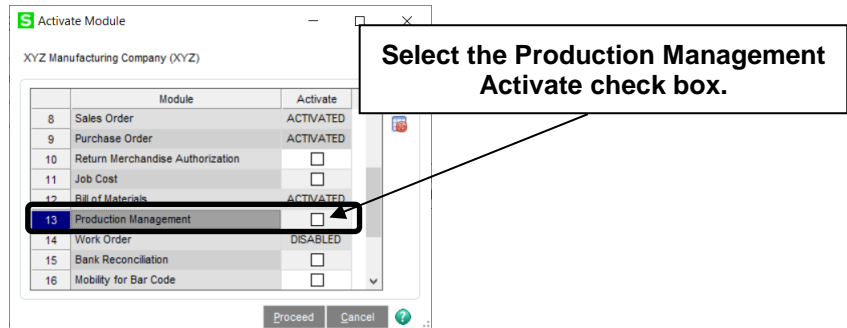 S Activate Module
XYZ Manufacturing Company (XYZ)
Select the Production Management
Activate check box.
Module Activate
8 Sales Order ACTIVATED
9 Purchase Order ACTIVATED
10 Return Merchandise Authorization
11 Job Cost
12 Bill of Materials ACTIVATED
13 Production Management
14 Work Order DISABLED
15 Bank Reconciliation
16 Mobility for Bar Code
Proceed Cancel ?